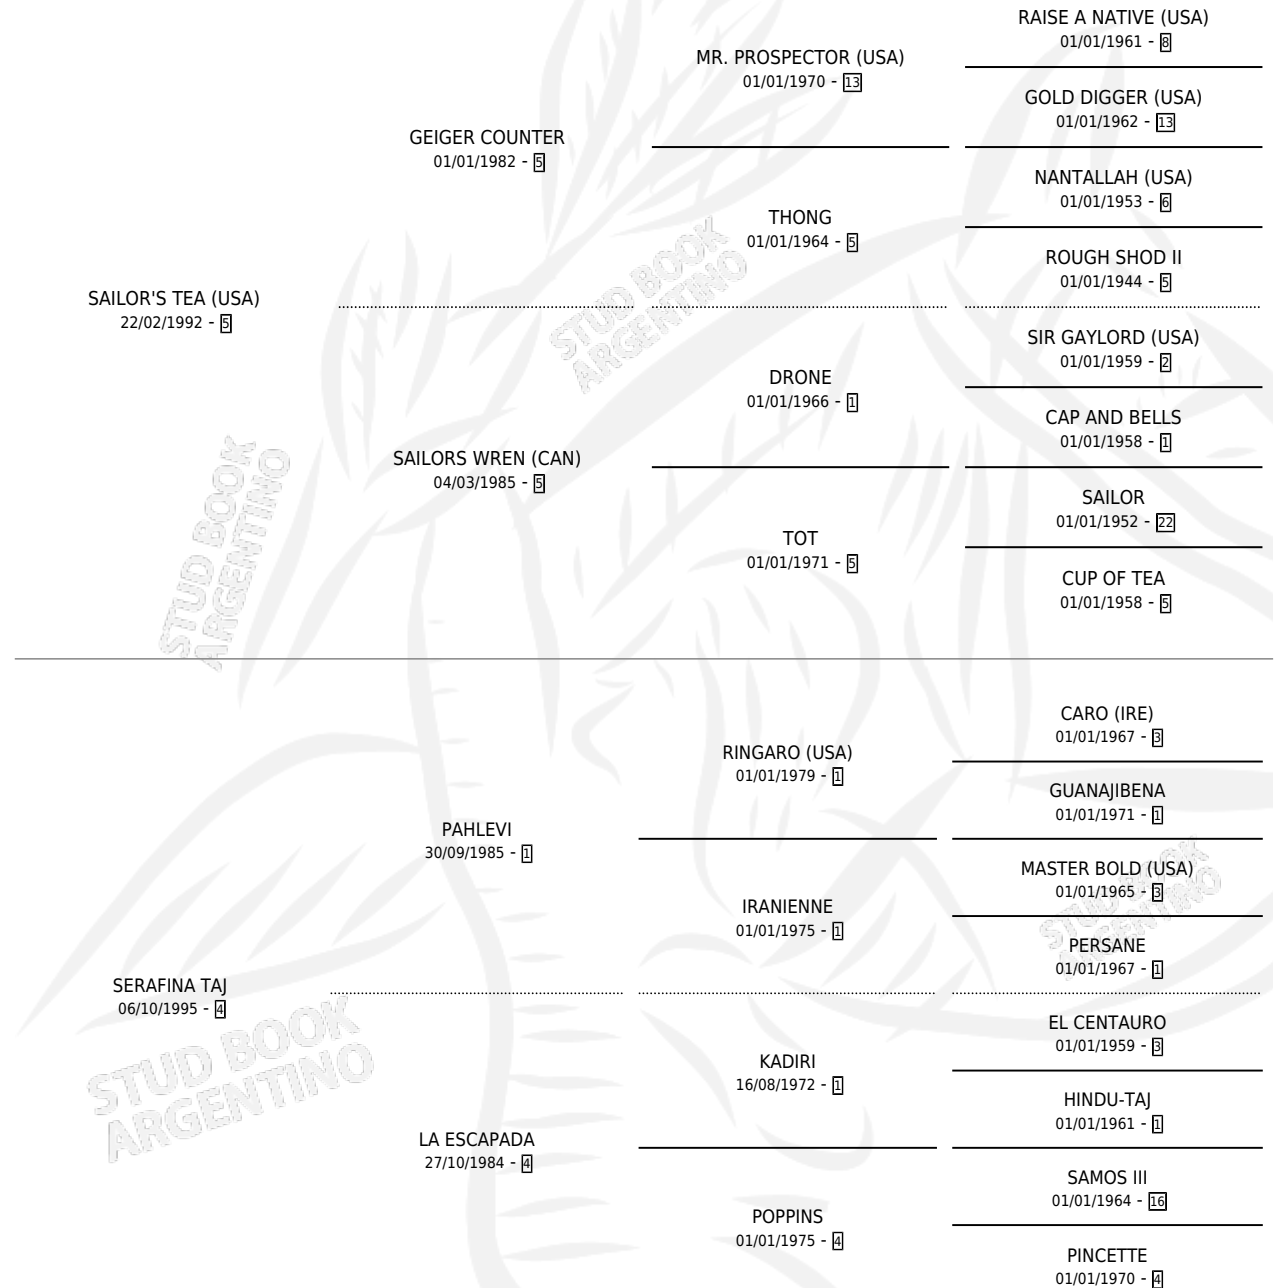 RAISE A NATIVE (USA)
01/01/1961 - 8
MR. PROSPECTOR (USA)
01/01/1970 - 13
GOLD DIGGER (USA)
01/01/1962 - 13
GEIGER COUNTER
01/01/1982 - 5
NANTALLAH (USA)
01/01/1953 - 6
THONG
01/01/1964 - 5
ROUGH SHOD II
01/01/1944 - 5
SAILOR'S TEA (USA)
22/02/1992 - 5
SIR GAYLORD (USA)
01/01/1959 - 2
DRONE
01/01/1966 - 1
CAP AND BELLS
01/01/1958 - 1
SAILORS WREN (CAN)
04/03/1985 - 5
SAILOR
01/01/1952 - 22
TOT
01/01/1971 - 5
CUP OF TEA
01/01/1958 - 5
CARO (IRE)
01/01/1967 - 3
RINGARO (USA)
01/01/1979 - 1
GUANAJIBENA
01/01/1971 - 1
PAHLEVI
30/09/1985 - 1
MASTER BOLD (USA)
01/01/1965 - 3
IRANIENNE
01/01/1975 - 1
PERSANE
01/01/1967 - 1
SERAFINA TAJ
06/10/1995 - 4
EL CENTAURO
01/01/1959 - 3
KADIRI
16/08/1972 - 1
HINDU-TAJ
01/01/1961 - 1
LA ESCAPADA
27/10/1984 - 4
SAMOS III
01/01/1964 - 16
POPPINS
01/01/1975 - 4
PINCETTE
01/01/1970 - 4
STUD BOOK
ARGENTINO
STUD BOOK
ARGENTINO
STUD BOOK
ARGENTINO
STUD BOOK
ARGENTINO